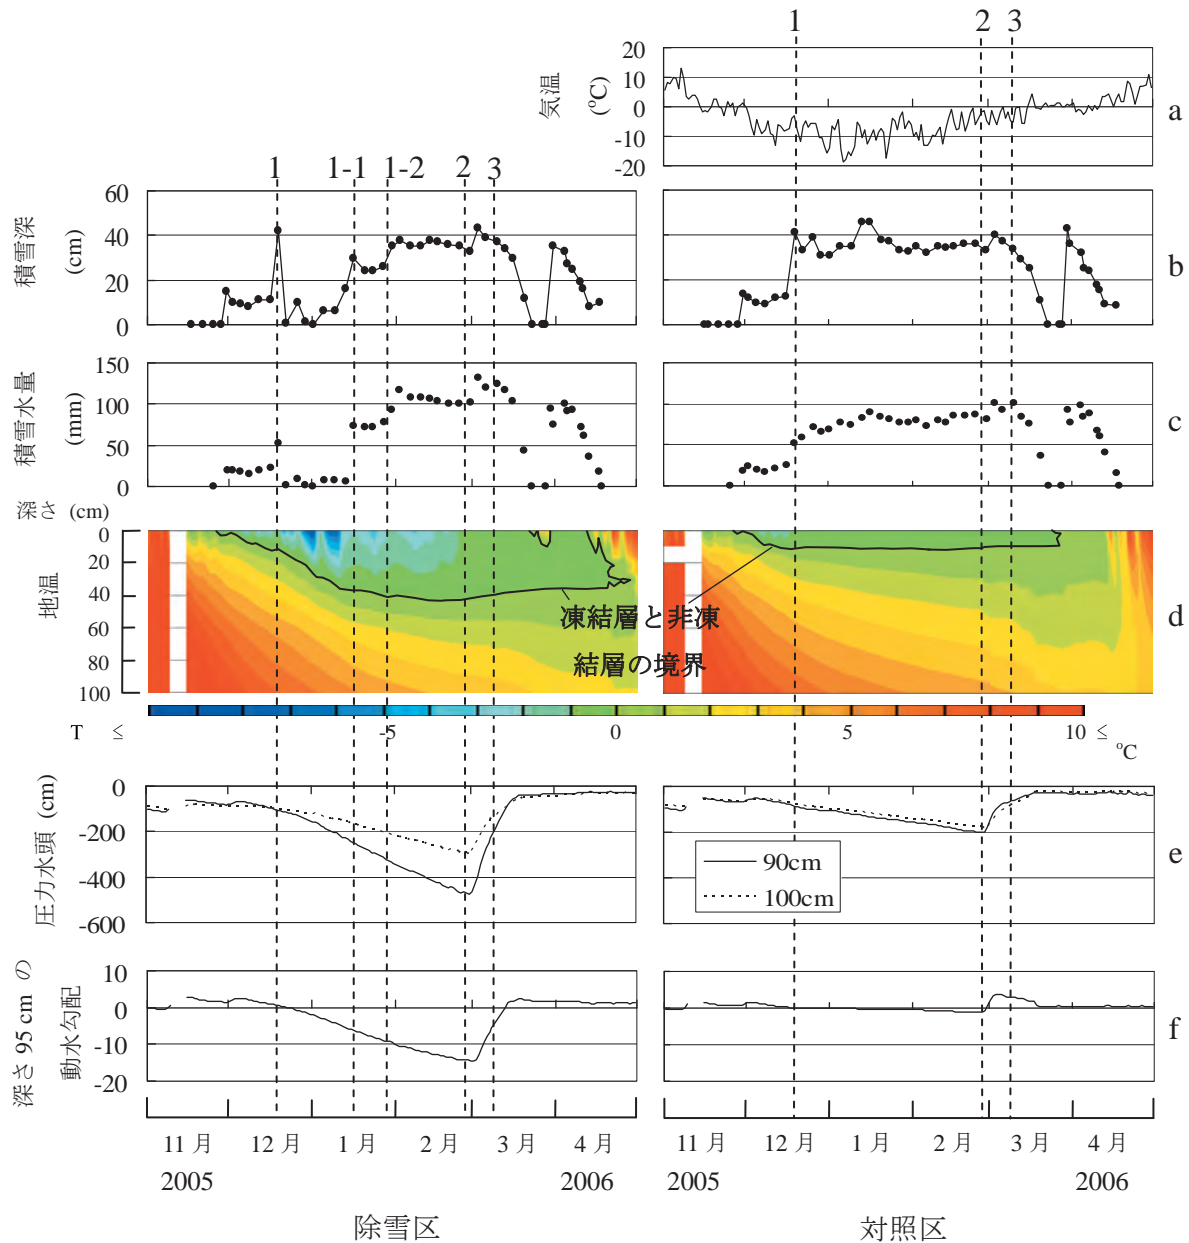 1 2 3
20
10
0
-10
-20
気温
(°C)
a
1 1-1 1-2 2 3
60
40
20
0
積雪深
(cm)
b
150
100
50
0
積雪水量
(mm)
c
深さ (cm)
0
20
40
60
80
100
地温
凍結層と非凍
結層の境界
d
T ≤ -5 0 5 10 ≤
°C
0
-200
-400
-600
圧力水頭 (cm)
90cm
100cm
e
10
0
-10
-20
深さ 95 cm の
動水勾配
f
11 月 12 月 1 月 2 月 3 月 4 月
2005 2006
11 月 12 月 1 月 2 月 3 月 4 月
2005 2006
除雪区 対照区